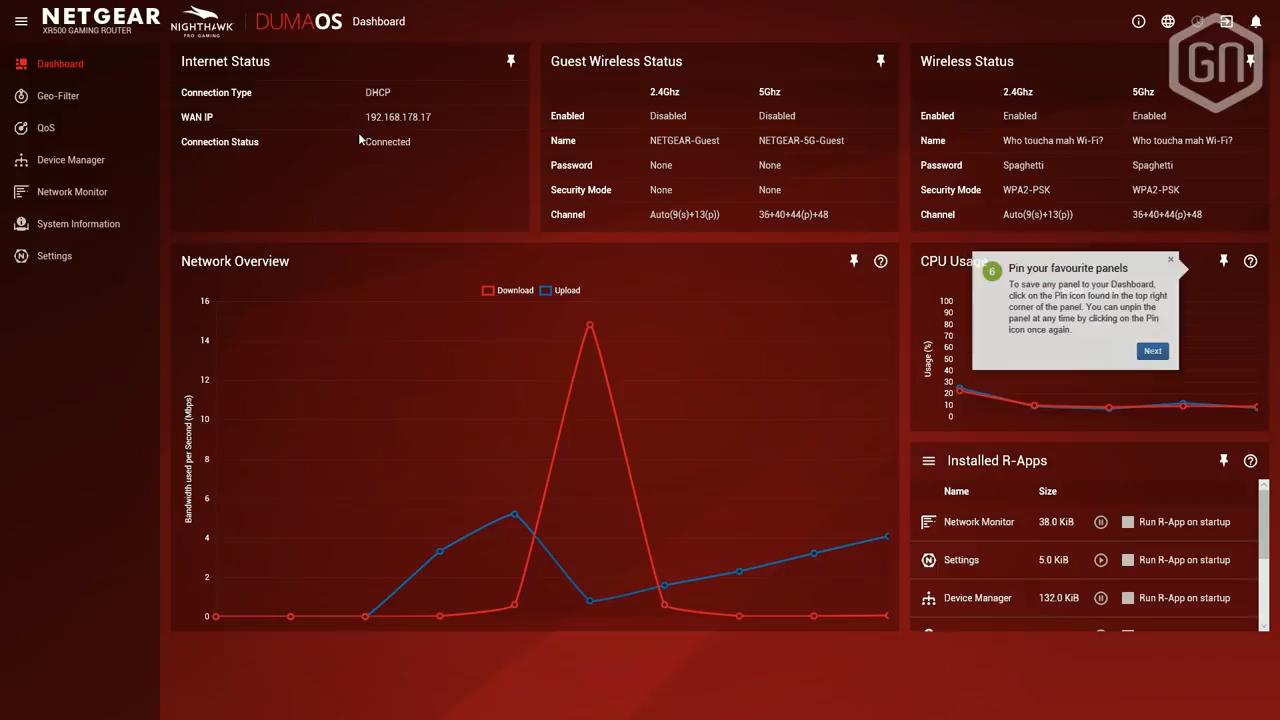 NETGEAR
XR500 GAMING ROUTER
NIGHTHAWK
PRO GAMING
DUMAOS
Dashboard
GN
Dashboard
Geo-Filter
QoS
Device Manager
Network Monitor
System Information
Settings
Internet Status
Connection Type DHCP
WAN IP 192.168.178.17
Connection Status Connected
Guest Wireless Status
2.4Ghz 5Ghz
Enabled Disabled Disabled
Name NETGEAR-Guest NETGEAR-5G-Guest
Password None None
Security Mode None None
Channel Auto(9(s)+13(p)) 36+40+44(p)+48
Wireless Status
2.4Ghz 5Ghz
Enabled Enabled Enabled
Name Who toucha mah Wi-Fi? Who toucha mah Wi-Fi?
Password Spaghetti Spaghetti
Security Mode WPA2-PSK WPA2-PSK
Channel Auto(9(s)+13(p)) 36+40+44(p)+48
Network Overview
Download Upload
Bandwidth used per Second (Mbps)
16
14
12
10
8
6
4
2
0
CPU Usage
Usage (%)
100
90
80
70
60
50
40
30
20
10
0
6 Pin your favourite panels ×
To save any panel to your Dashboard,
click on the Pin icon found in the top right
corner of the panel. You can unpin the
panel at any time by clicking on the Pin
icon once again.
Next
Installed R-Apps
Name Size
Network Monitor 38.0 KiB Run R-App on startup
Settings 5.0 KiB Run R-App on startup
Device Manager 132.0 KiB Run R-App on startup